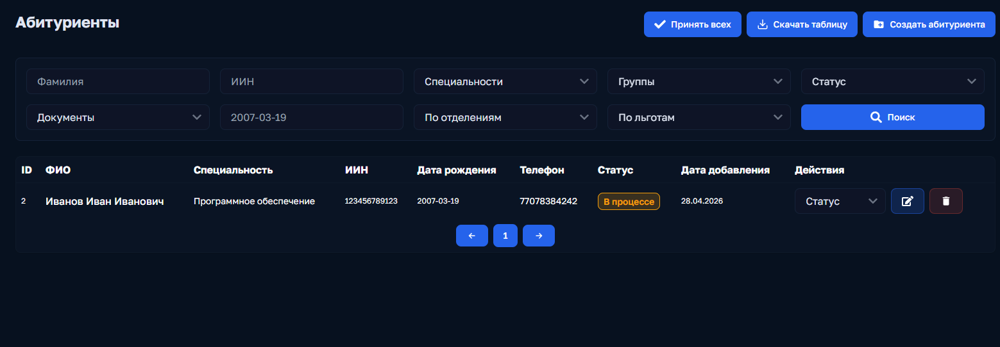 Абитуриенты
Принять всех Скачать таблицу Создать абитуриента
Фамилия ИИН Специальности Группы Статус
Документы 2007-03-19 По отделениям По льготам Поиск
ID ФИО Специальность ИИН Дата рождения Телефон Статус Дата добавления Действия
2 Иванов Иван Иванович Программное обеспечение 123456789123 2007-03-19 77078384242 В процессе 28.04.2026 Статус
← 1 →